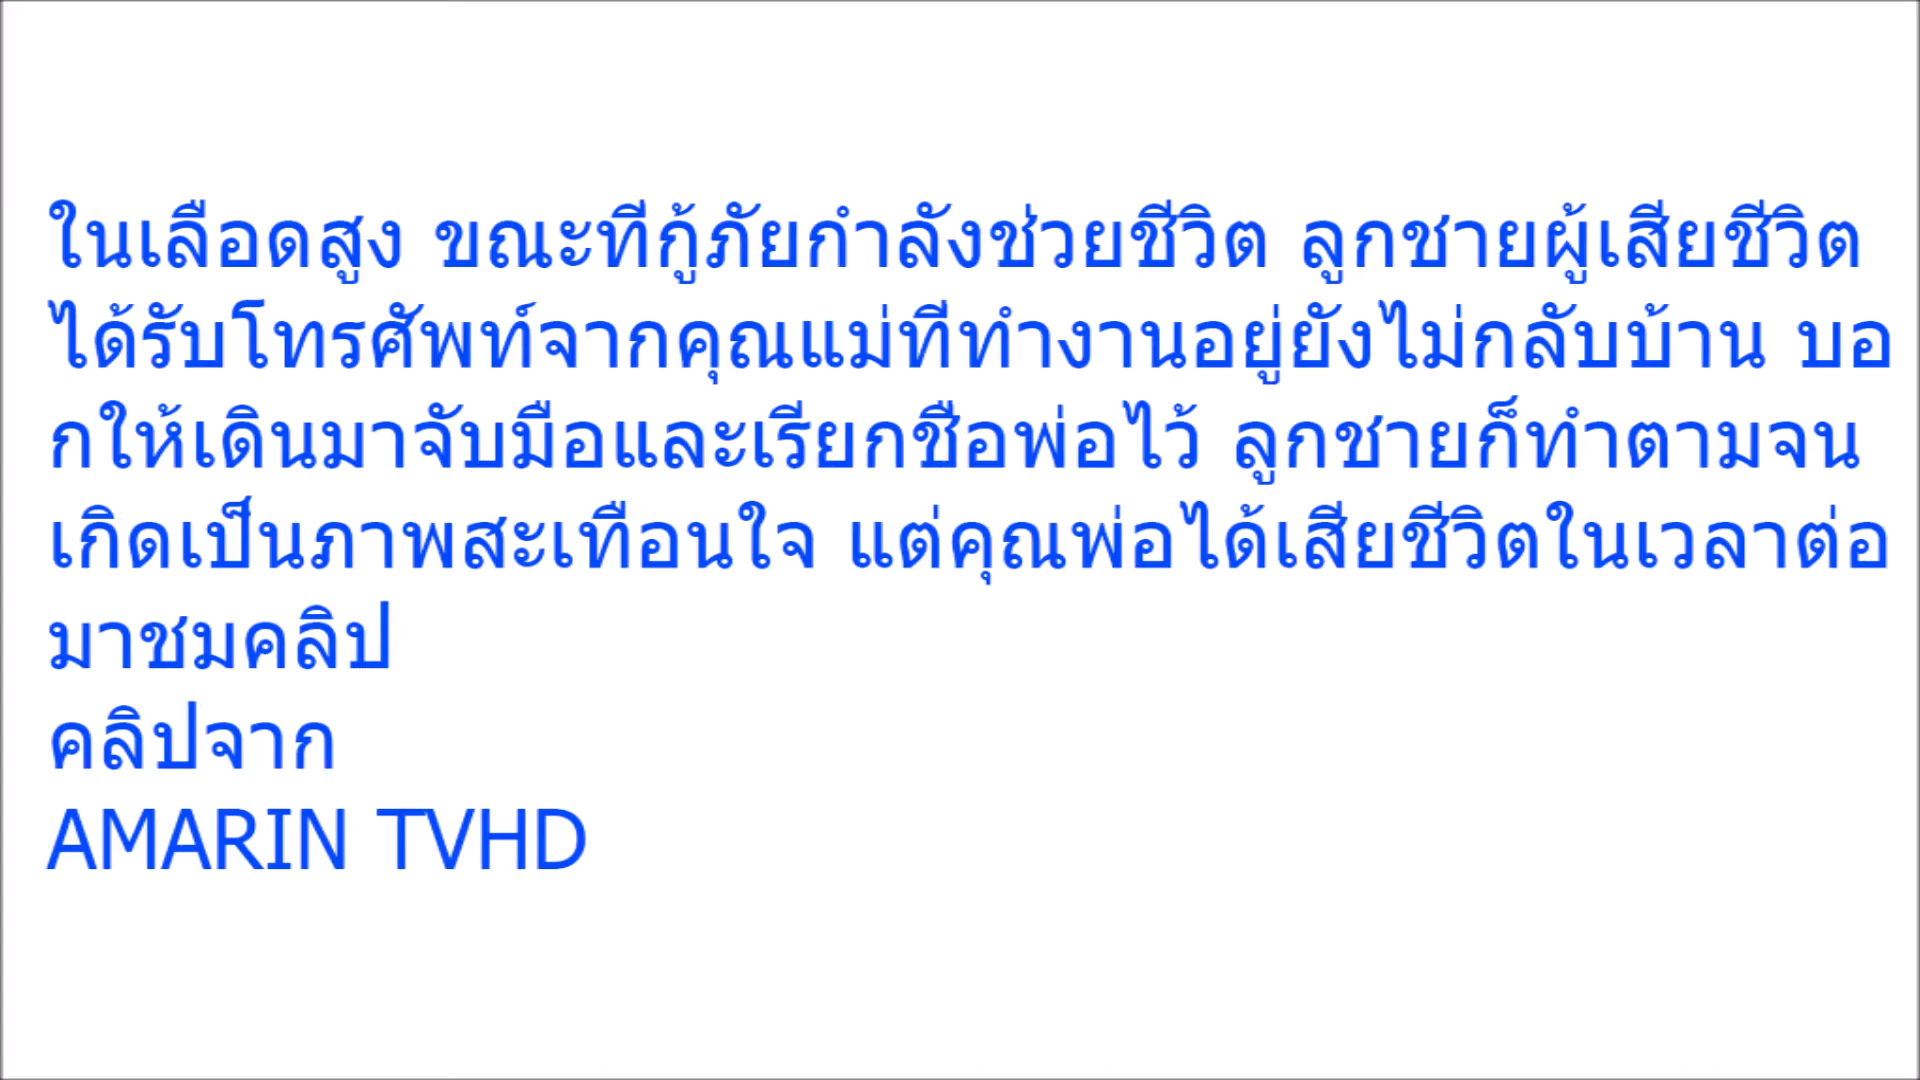 ในเลือดสูง ขณะที่กู้ภัยกำลังช่วยชีวิต ลูกชายผู้เสียชีวิต
ได้รับโทรศัพท์จากคุณแม่ที่ทำงานอยู่ยังไม่กลับบ้าน บอ
กให้เดินมาจับมือและเรียกชื่อพ่อไว้ ลูกชายก็ทำตามจน
เกิดเป็นภาพสะเทือนใจ แต่คุณพ่อได้เสียชีวิตในเวลาต่อ
มาชมคลิป
คลิปจาก
AMARIN TVHD